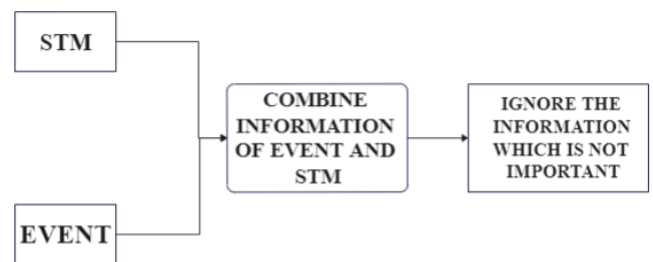 STM
COMBINE
INFORMATION
OF EVENT AND
STM
IGNORE THE
INFORMATION
WHICH IS NOT
IMPORTANT
EVENT